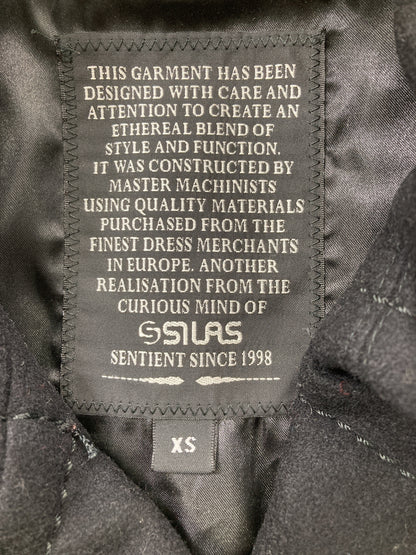 THIS GARMENT HAS BEEN
DESIGNED WITH CARE AND
ATTENTION TO CREATE AN
ETHEREAL BLEND OF
STYLE AND FUNCTION.
IT WAS CONSTRUCTED BY
MASTER MACHINISTS
USING QUALITY MATERIALS
PURCHASED FROM THE
FINEST DRESS MERCHANTS
IN EUROPE. ANOTHER
REALISATION FROM THE
CURIOUS MIND OF
SILAS
SENTIENT SINCE 1998
XS